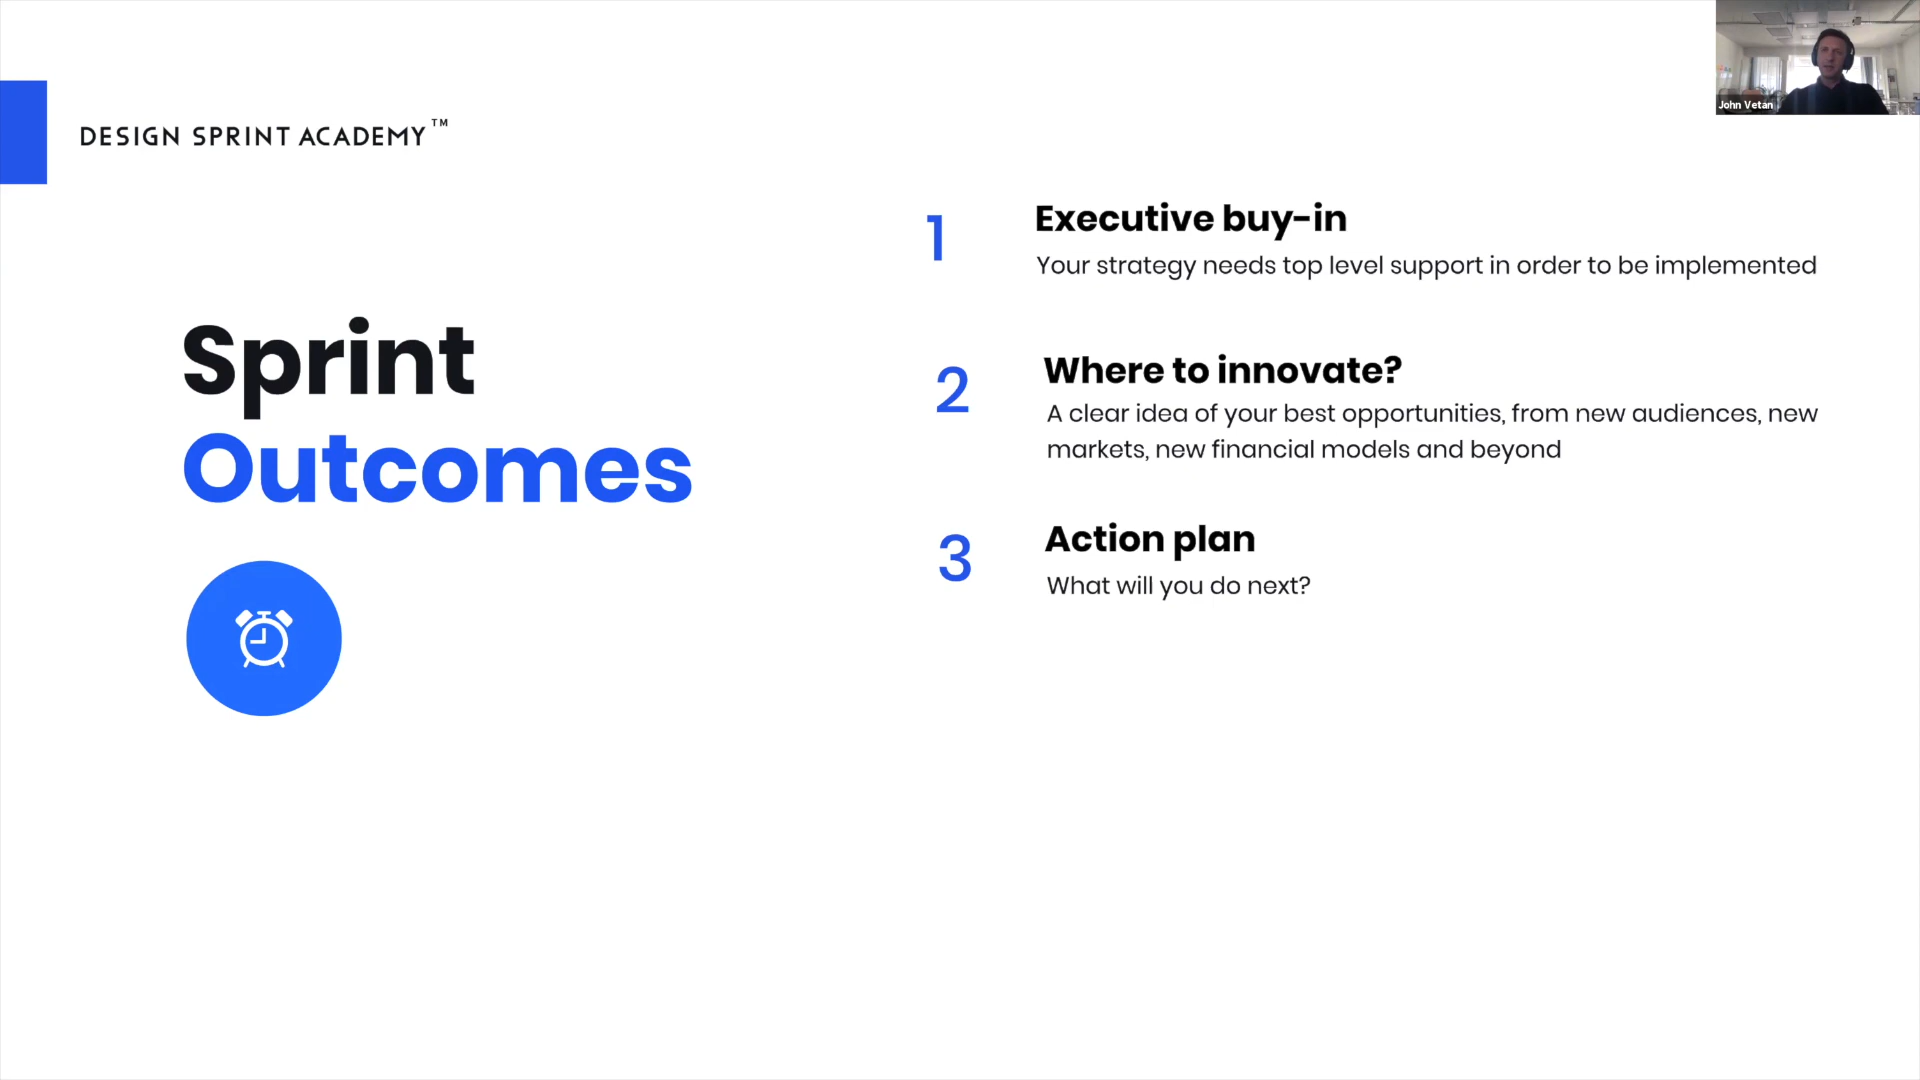 John Vetan
DESIGN SPRINT ACADEMY™
Sprint
Outcomes
1
Executive buy-in
Your strategy needs top level support in order to be implemented
2
Where to innovate?
A clear idea of your best opportunities, from new audiences, new
markets, new financial models and beyond
3
Action plan
What will you do next?